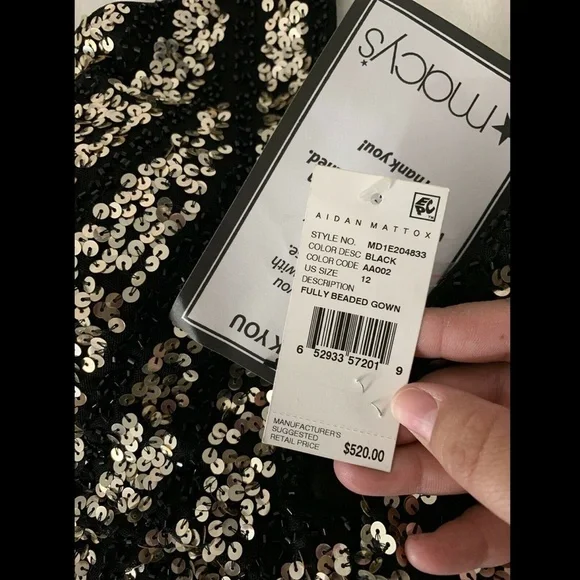 macy's
Thank you!
with
YOU
AIDAN MATTOX
STYLE NO. MD1E204833
COLOR DESC BLACK
COLOR CODE AA002
US SIZE 12
DESCRIPTION
FULLY BEADED GOWN
6 52933 57201 9
MANUFACTURER'S
SUGGESTED
RETAIL PRICE $520.00